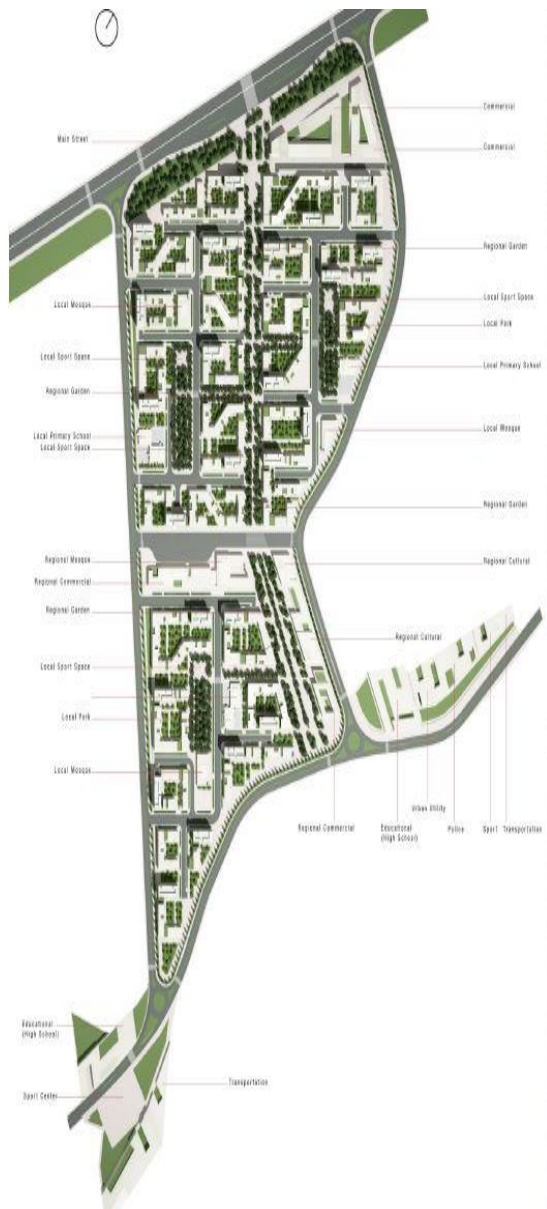 Commercial
Main Street
Commercial
Regional Garden
Local Mosque
Local Sport Space
Local Park
Local Sport Space
Local Primary School
Regional Garden
Local Mosque
Local Primary School
Local Sport Space
Regional Garden
Regional Mosque
Regional Cultural
Regional Commercial
Regional Garden
Regional Cultural
Local Sport Space
Local Park
Local Mosque
Urban Utility
Regional Commercial
Educational
(High School)
Police
Sport
Transportation
Educational
(High School)
Transportation
Sport Center